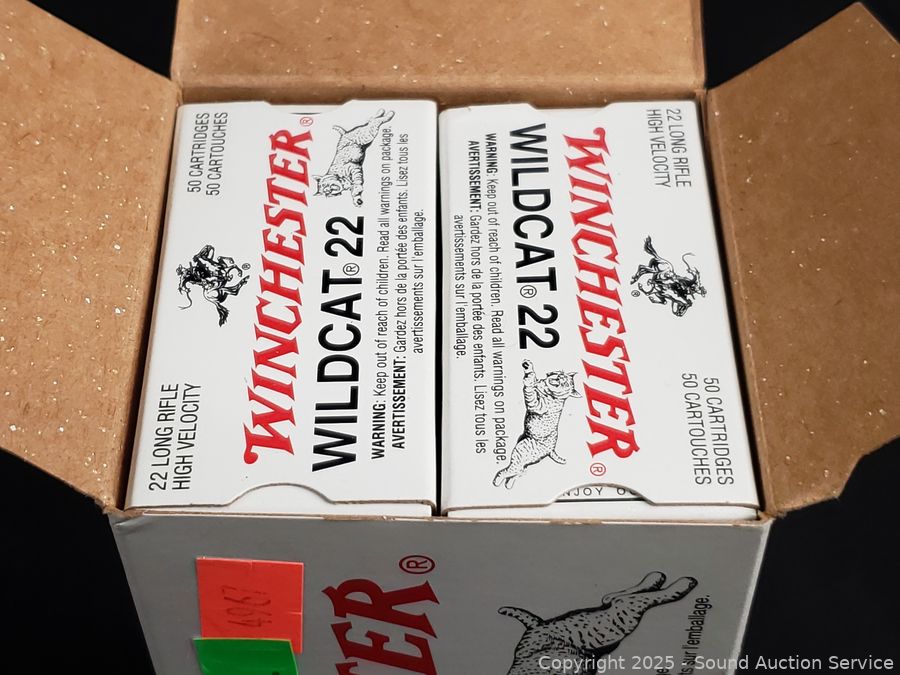 50 CARTRIDGES
50 CARTOUCHES
WINCHESTER®
WILDCAT® 22
WARNING: Keep out of reach of children. Read all warnings on package.
AVERTISSEMENT: Gardez hors de la portée des enfants. Lisez tous les
avertissements sur l'emballage.
22 LONG RIFLE
HIGH VELOCITY
®
22 LONG RIFLE
HIGH VELOCITY
WINCHESTER®
WILDCAT® 22
WARNING: Keep out of reach of children. Read all warnings on package.
AVERTISSEMENT: Gardez hors de la portée des enfants. Lisez tous les
avertissements sur l'emballage.
50 CARTRIDGES
50 CARTOUCHES
®
NJOY O
TER®
sur l'emballage.
Copyright 2025 - Sound Auction Service